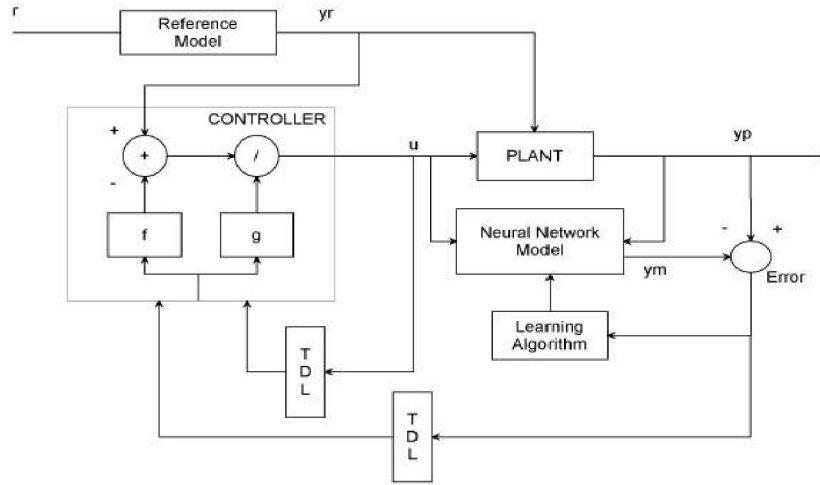 r
Reference
Model
yr
CONTROLLER
+
+
/
-
f
g
u
PLANT
yp
Neural Network
Model
-
+
ym
Error
Learning
Algorithm
T
D
L
T
D
L